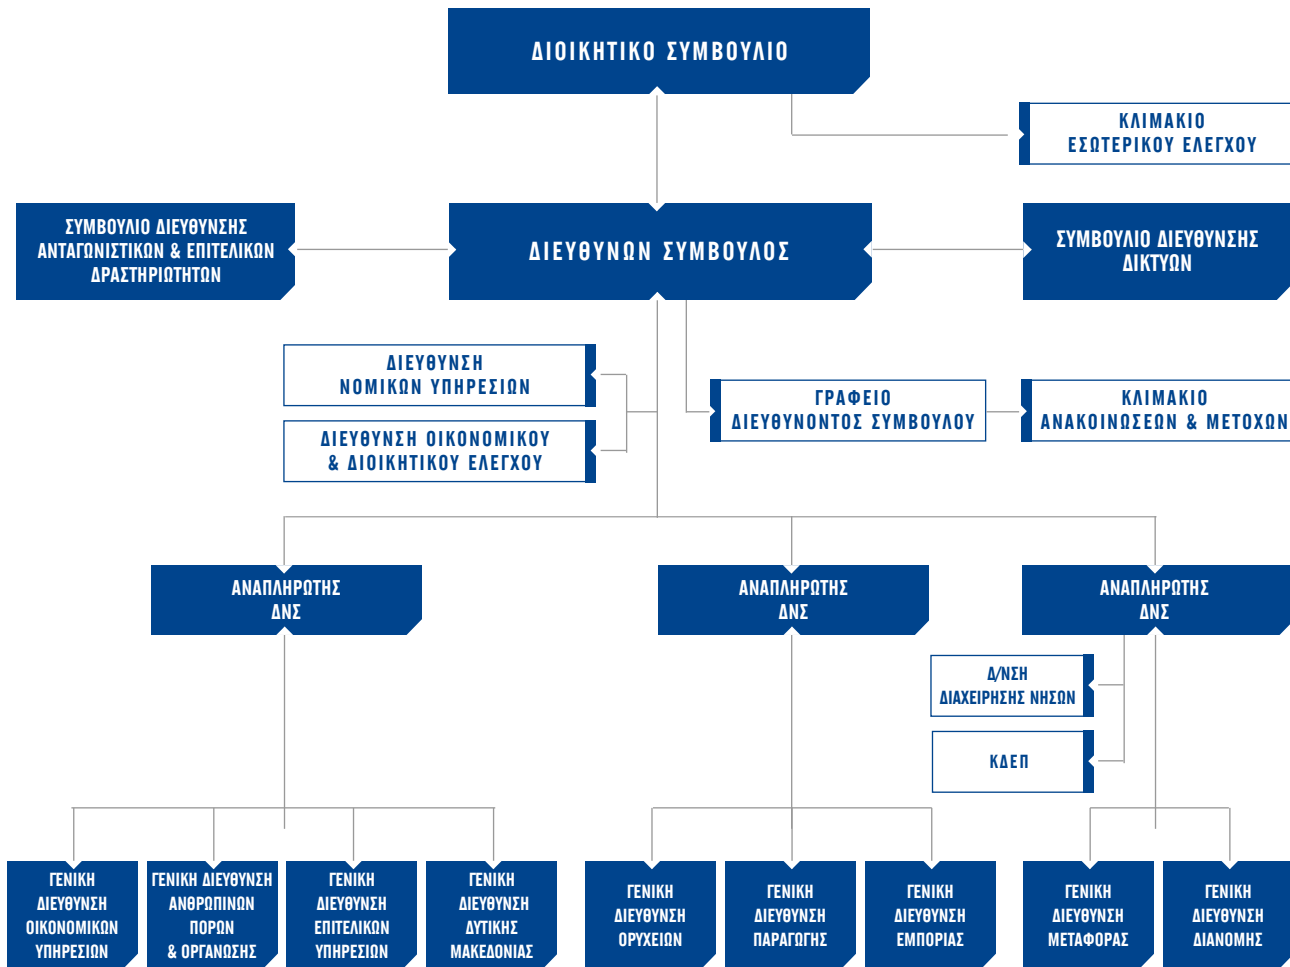 ΔΙΟΙΚΗΤΙΚΟ ΣΥΜΒΟΥΛΙΟ
ΚΛΙΜΑΚΙΟ
ΕΣΩΤΕΡΙΚΟΥ ΕΛΕΓΧΟΥ
ΣΥΜΒΟΥΛΙΟ ΔΙΕΥΘΥΝΣΗΣ
ΑΝΤΑΓΩΝΙΣΤΙΚΩΝ & ΕΠΙΤΕΛΙΚΩΝ
ΔΡΑΣΤΗΡΙΟΤΗΤΩΝ
ΔΙΕΥΘΥΝΩΝ ΣΥΜΒΟΥΛΟΣ
ΣΥΜΒΟΥΛΙΟ ΔΙΕΥΘΥΝΣΗΣ
ΔΙΚΤΥΩΝ
ΔΙΕΥΘΥΝΣΗ
ΝΟΜΙΚΩΝ ΥΠΗΡΕΣΙΩΝ
ΔΙΕΥΘΥΝΣΗ ΟΙΚΟΝΟΜΙΚΟΥ
& ΔΙΟΙΚΗΤΙΚΟΥ ΕΛΕΓΧΟΥ
ΓΡΑΦΕΙΟ
ΔΙΕΥΘΥΝΟΝΤΟΣ ΣΥΜΒΟΥΛΟΥ
ΚΛΙΜΑΚΙΟ
ΑΝΑΚΟΙΝΩΣΕΩΝ & ΜΕΤΟΧΩΝ
ΑΝΑΠΛΗΡΩΤΗΣ
ΔΝΣ
ΑΝΑΠΛΗΡΩΤΗΣ
ΔΝΣ
ΑΝΑΠΛΗΡΩΤΗΣ
ΔΝΣ
Δ/ΝΣΗ
ΔΙΑΧΕΙΡΗΣΗΣ ΝΗΣΩΝ
ΚΔΕΠ
ΓΕΝΙΚΗ
ΔΙΕΥΘΥΝΣΗ
ΟΙΚΟΝΟΜΙΚΩΝ
ΥΠΗΡΕΣΙΩΝ
ΓΕΝΙΚΗ ΔΙΕΥΘΥΝΣΗ
ΑΝΘΡΩΠΙΝΩΝ
ΠΟΡΩΝ
& ΟΡΓΑΝΩΣΗΣ
ΓΕΝΙΚΗ
ΔΙΕΥΘΥΝΣΗ
ΕΠΙΤΕΛΙΚΩΝ
ΥΠΗΡΕΣΙΩΝ
ΓΕΝΙΚΗ
ΔΙΕΥΘΥΝΣΗ
ΔΥΤΙΚΗΣ
ΜΑΚΕΔΟΝΙΑΣ
ΓΕΝΙΚΗ
ΔΙΕΥΘΥΝΣΗ
ΟΡΥΧΕΙΩΝ
ΓΕΝΙΚΗ
ΔΙΕΥΘΥΝΣΗ
ΠΑΡΑΓΩΓΗΣ
ΓΕΝΙΚΗ
ΔΙΕΥΘΥΝΣΗ
ΕΜΠΟΡΙΑΣ
ΓΕΝΙΚΗ
ΔΙΕΥΘΥΝΣΗ
ΜΕΤΑΦΟΡΑΣ
ΓΕΝΙΚΗ
ΔΙΕΥΘΥΝΣΗ
ΔΙΑΝΟΜΗΣ